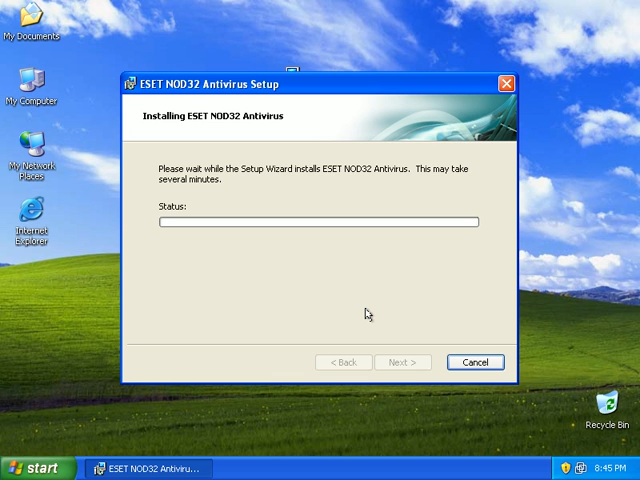 My Documents
My Computer
My Network
Places
Internet
Explorer
ESET NOD32 Antivirus Setup
Installing ESET NOD32 Antivirus
Please wait while the Setup Wizard installs ESET NOD32 Antivirus. This may take
several minutes.
Status:
< Back
Next >
Cancel
Recycle Bin
start
ESET NOD32 Antiviru...
8:45 PM